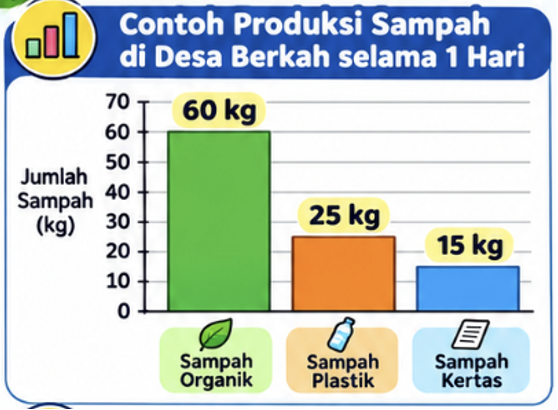 Contoh Produksi Sampah
di Desa Berkah selama 1 Hari
Jumlah
Sampah
(kg)
70
60
50
40
30
20
10
0
60 kg
25 kg
15 kg
Sampah
Organik
Sampah
Plastik
Sampah
Kertas